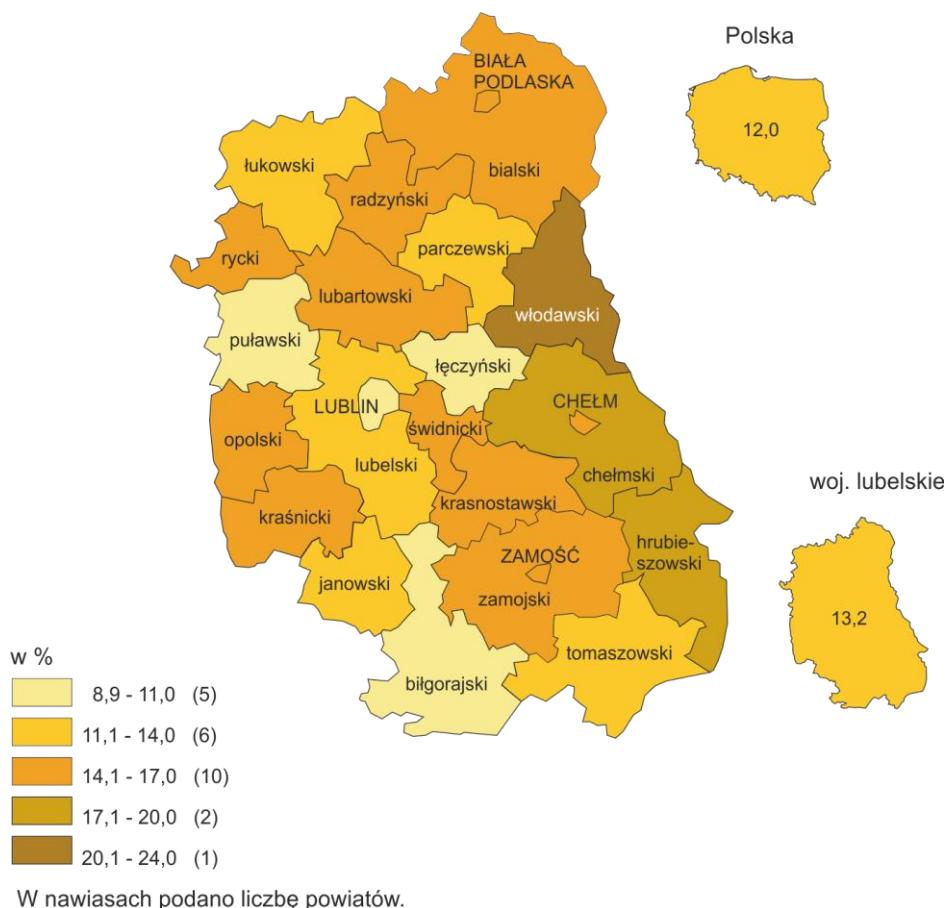 Polska
BIAŁA
PODLASKA
12,0
łukowski
bialski
radzyński
parczewski
rycki
lubartowski
włodawski
puławski
łęczyński
LUBLIN
CHEŁM
świdnicki
opolski
lubelski
chełmski
woj. lubelskie
krasnostawski
kraśnicki
hrubie-
szowski
ZAMOŚĆ
janowski
zamojski
13,2
tomaszowski
biłgorajski
w %
8,9 - 11,0 (5)
11,1 - 14,0 (6)
14,1 - 17,0 (10)
17,1 - 20,0 (2)
20,1 - 24,0 (1)
W nawiasach podano liczbę powiatów.